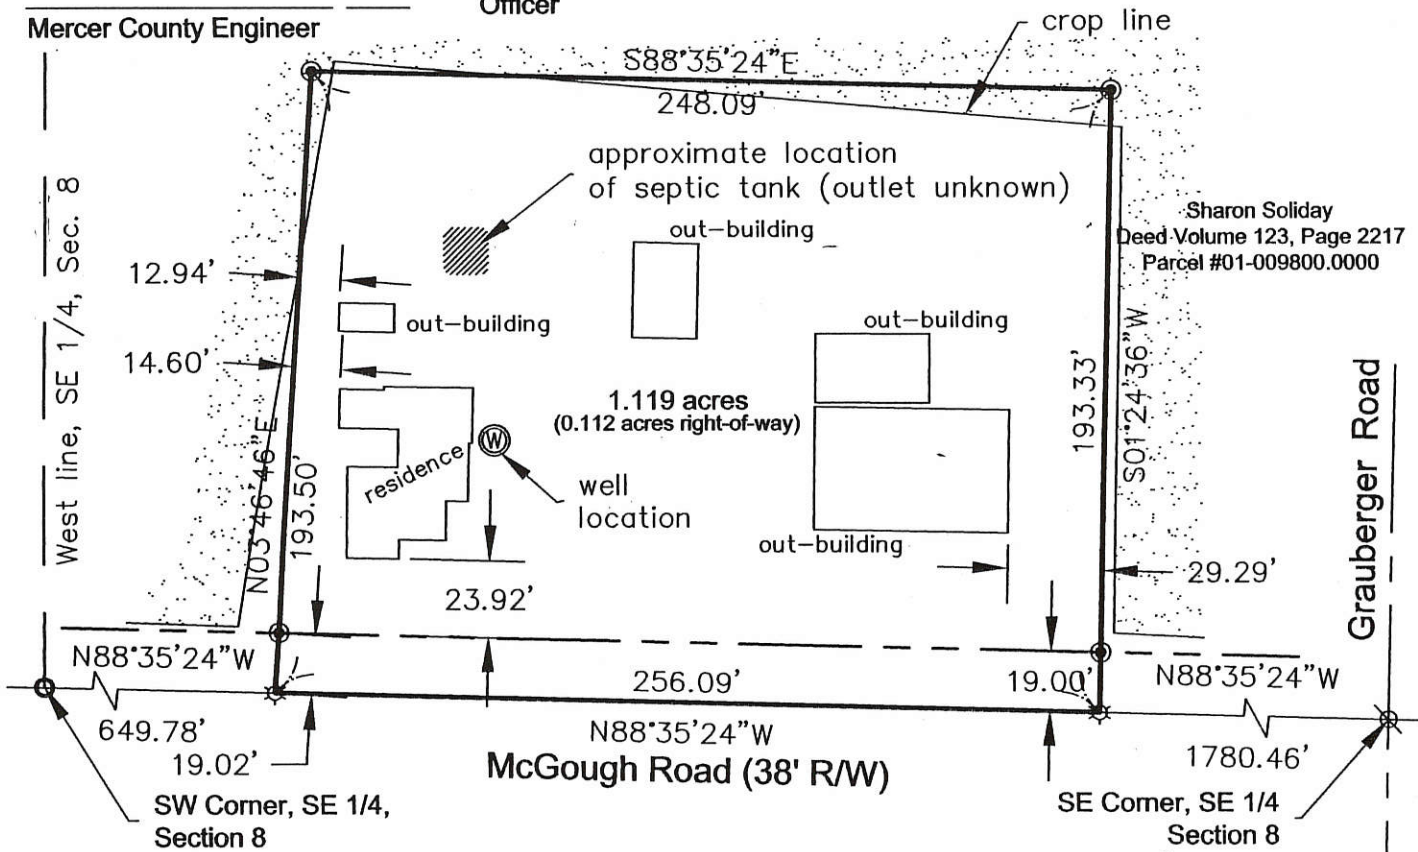 Officer
Mercer County Engineer
crop line
S88°35'24"E
248.09'
approximate location
of septic tank (outlet unknown)
West line, SE 1/4, Sec. 8
Sharon Soliday
Deed Volume 123, Page 2217
Parcel #01-009800.0000
out-building
12.94'
out-building
out-building
14.60'
1.119 acres
(0.112 acres right-of-way)
193.33'
S01°24'36"W
Grauberger Road
N03°46'46"E
193.50'
residence
W
well
location
out-building
29.29'
23.92'
N88°35'24"W
256.09'
19.00'
N88°35'24"W
649.78'
N88°35'24"W
1780.46'
19.02'
McGough Road (38' R/W)
SW Corner, SE 1/4,
Section 8
SE Corner, SE 1/4
Section 8